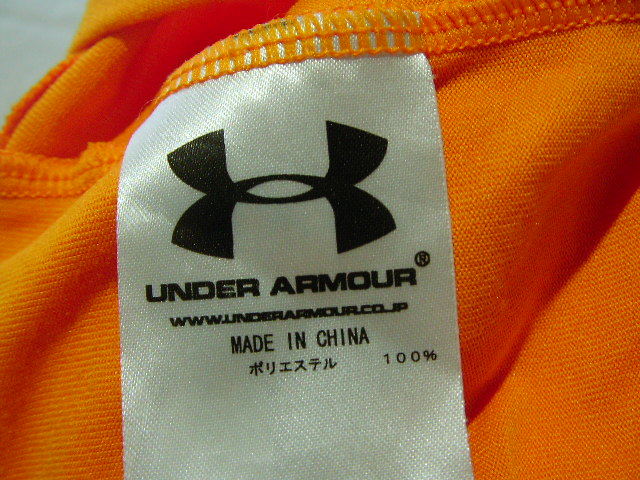 UNDER ARMOUR®
WWW.UNDERARMOUR.CO.JP
MADE IN CHINA
ポリエステル 100%